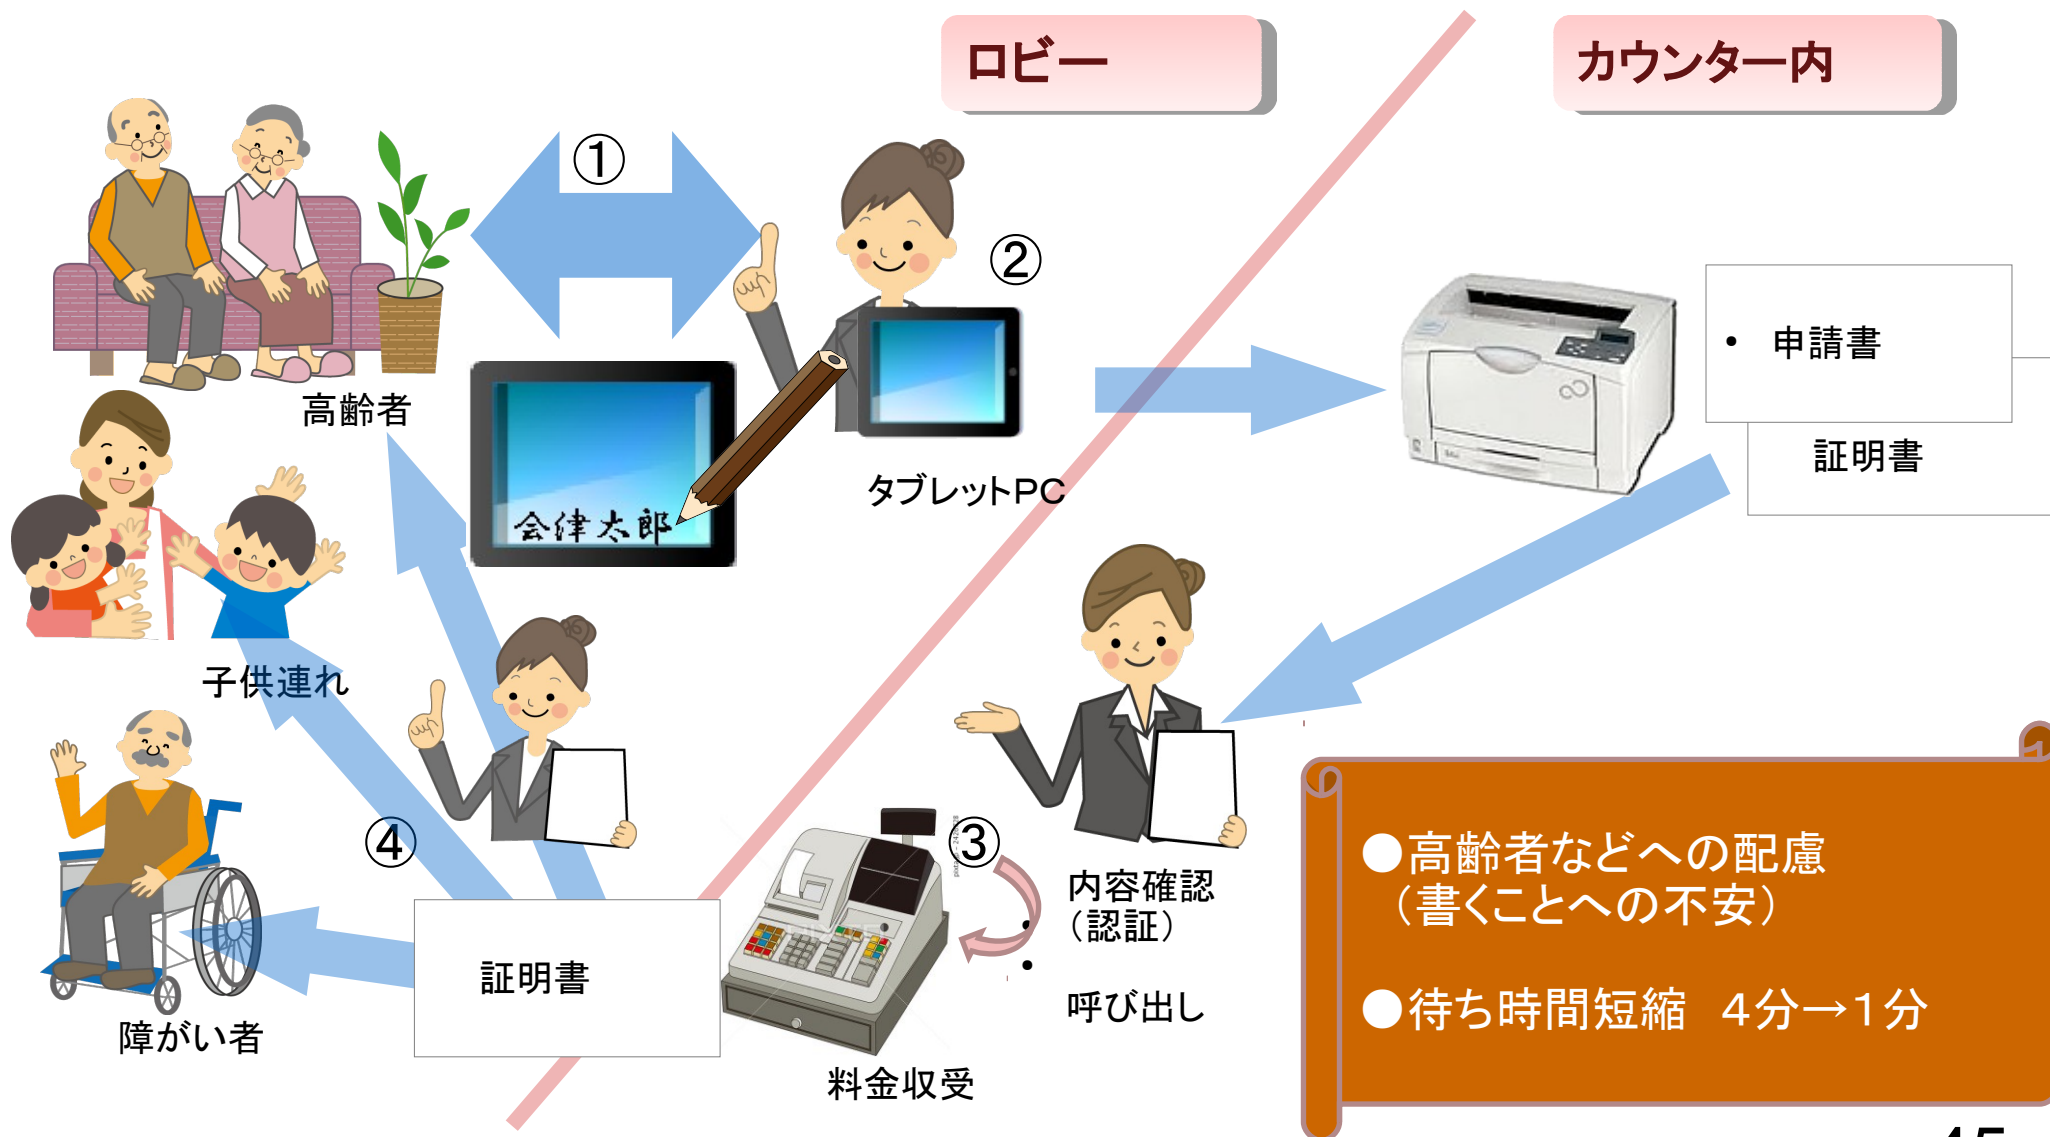 ロビー
カウンター内
①
②
高齢者
・ 申請書
証明書
タブレットPC
会津太郎
子供連れ
④
③
内容確認
（認証）
呼び出し
証明書
障がい者
料金収受
●高齢者などへの配慮
（書くことへの不安）
●待ち時間短縮　4分→1分